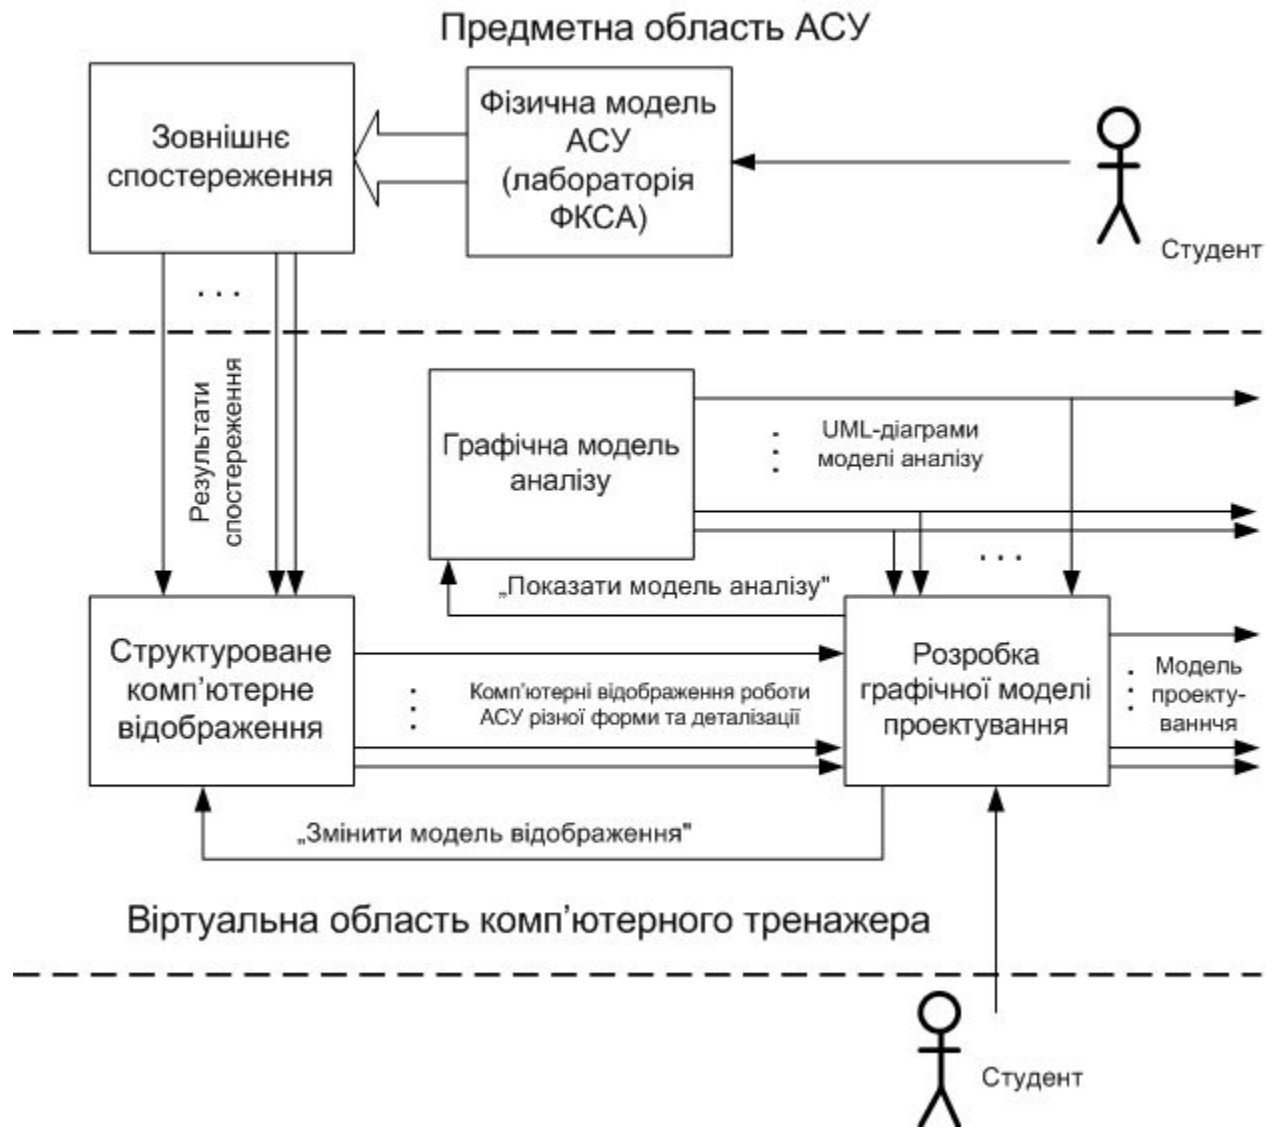 Предметна область АСУ
Зовнішнє
спостереження
Фізична модель
АСУ
(лабораторія
ФКСА)
Студент
. . .
Результати
спостереження
Графічна модель
аналізу
UML-діаграми
моделі аналізу
. . .
„Показати модель аналізу"
Структуроване
комп’ютерне
відображення
Комп’ютерні відображення роботи
АСУ різної форми та деталізації
Розробка
графічної моделі
проектування
Модель
проекту-
ваннчя
„Змінити модель відображення"
Віртуальна область комп’ютерного тренажера
Студент